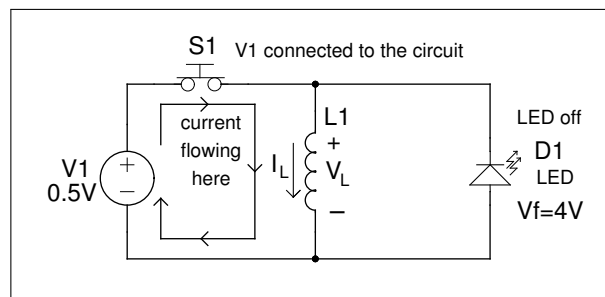 S1
V1 connected to the circuit
current
flowing
here
V1
0.5V
+
−
L1
+
I_L
V_L
−
LED off
D1
LED
Vf=4V